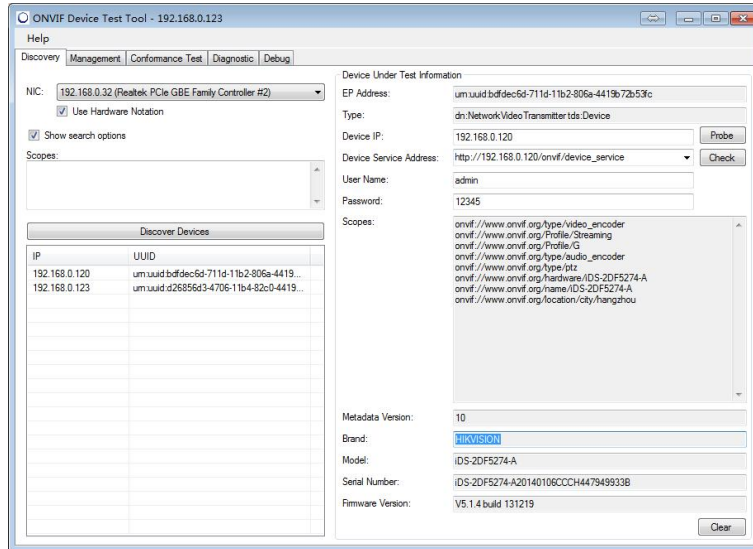 ONVIF Device Test Tool - 192.168.0.123
Help
Discovery Management Conformance Test Diagnostic Debug
NIC: 192.168.0.32 (Realtek PCIe GBE Family Controller #2)
Use Hardware Notation
Show search options
Scopes:
Discover Devices
IP UUID
192.168.0.120 urn:uuid:bdfdec6d-711d-11b2-806a-4419...
192.168.0.123 urn:uuid:d26856d3-4706-11b4-82c0-4419...
Device Under Test Information
EP Address: urn:uuid:bdfdec6d-711d-11b2-806a-4419b72b53fc
Type: dn:NetworkVideoTransmitter tds:Device
Device IP: 192.168.0.120 Probe
Device Service Address: http://192.168.0.120/onvif/device_service Check
User Name: admin
Password: 12345
Scopes: onvif://www.onvif.org/type/video_encoder
onvif://www.onvif.org/Profile/Streaming
onvif://www.onvif.org/Profile/G
onvif://www.onvif.org/type/audio_encoder
onvif://www.onvif.org/type/ptz
onvif://www.onvif.org/hardware/iDS-2DF5274-A
onvif://www.onvif.org/name/iDS-2DF5274-A
onvif://www.onvif.org/location/city/hangzhou
Metadata Version: 10
Brand: HIKVISION
Model: iDS-2DF5274-A
Serial Number: iDS-2DF5274-A20140106CCCH447949933B
Firmware Version: V5.1.4 build 131219
Clear